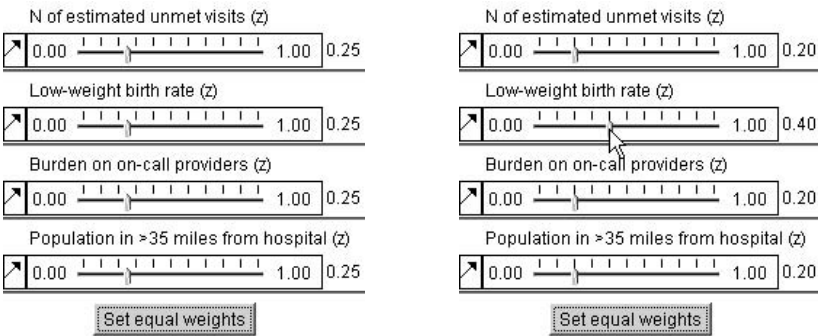 N of estimated unmet visits (z)
0.00 1.00 0.25
Low-weight birth rate (z)
0.00 1.00 0.25
Burden on on-call providers (z)
0.00 1.00 0.25
Population in >35 miles from hospital (z)
0.00 1.00 0.25
Set equal weights
N of estimated unmet visits (z)
0.00 1.00 0.20
Low-weight birth rate (z)
0.00 1.00 0.40
Burden on on-call providers (z)
0.00 1.00 0.20
Population in >35 miles from hospital (z)
0.00 1.00 0.20
Set equal weights